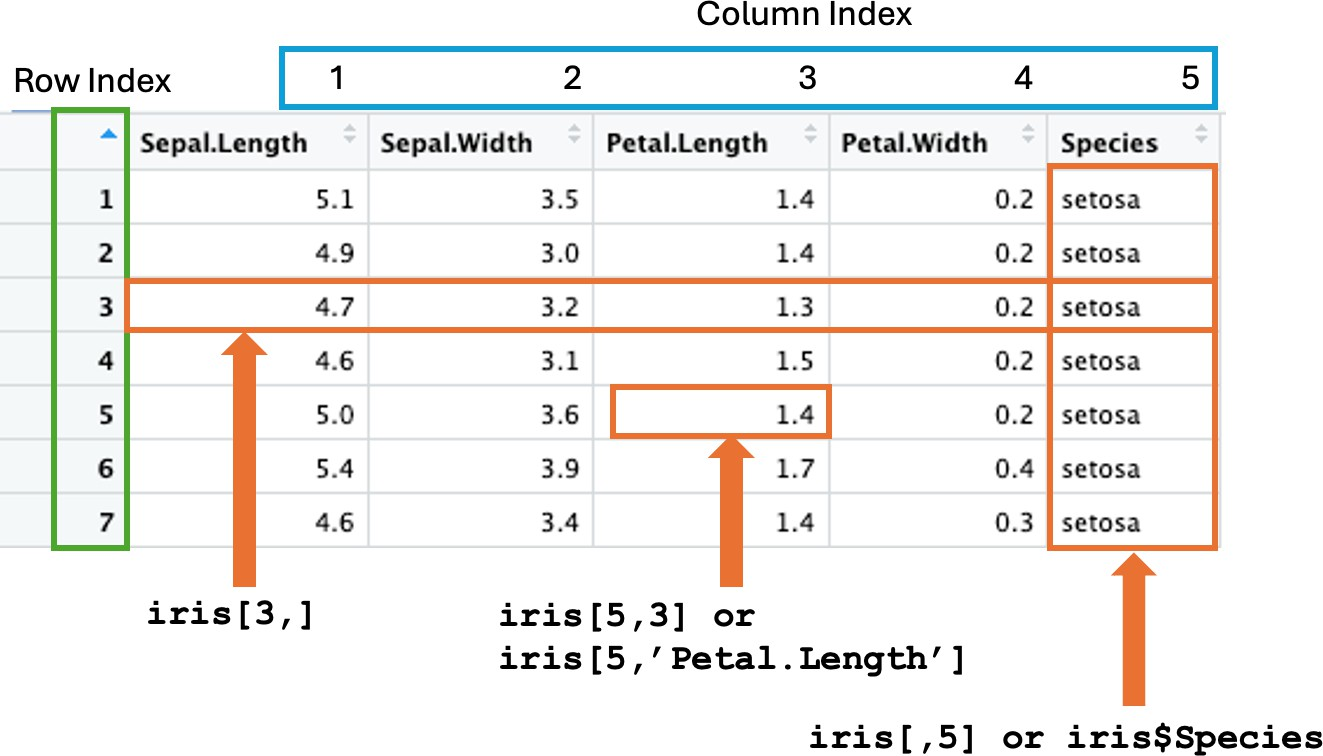 Column Index
Row Index 1 2 3 4 5
Sepal.Length Sepal.Width Petal.Length Petal.Width Species
1 5.1 3.5 1.4 0.2 setosa
2 4.9 3.0 1.4 0.2 setosa
3 4.7 3.2 1.3 0.2 setosa
4 4.6 3.1 1.5 0.2 setosa
5 5.0 3.6 1.4 0.2 setosa
6 5.4 3.9 1.7 0.4 setosa
7 4.6 3.4 1.4 0.3 setosa
iris[3,]
iris[5,3] or
iris[5,’Petal.Length’]
iris[,5] or iris$Species